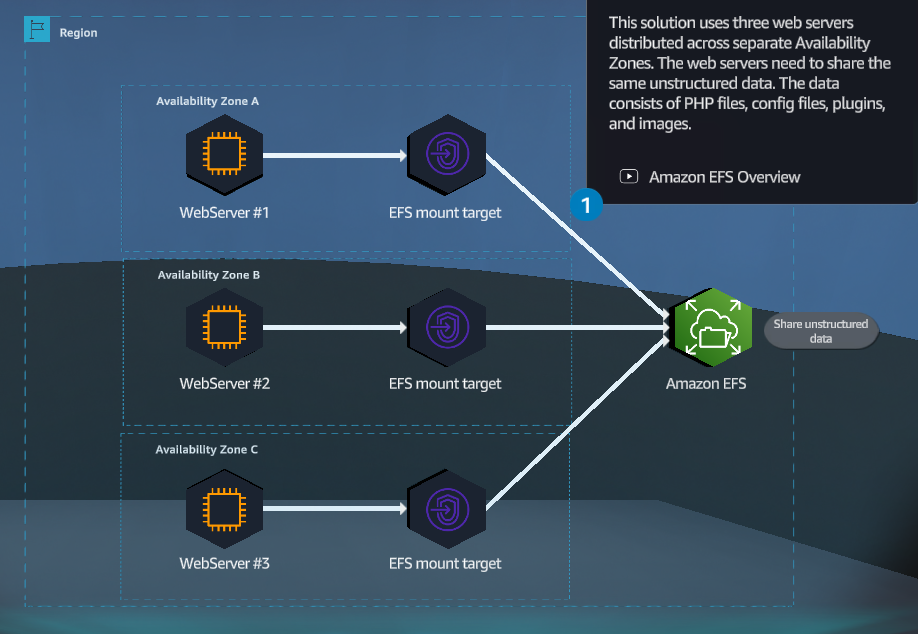 Region
This solution uses three web servers
distributed across separate Availability
Zones. The web servers need to share the
same unstructured data. The data
consists of PHP files, config files, plugins,
and images.
Amazon EFS Overview
1
Availability Zone A
WebServer #1
EFS mount target
Availability Zone B
WebServer #2
EFS mount target
Amazon EFS
Share unstructured
data
Availability Zone C
WebServer #3
EFS mount target